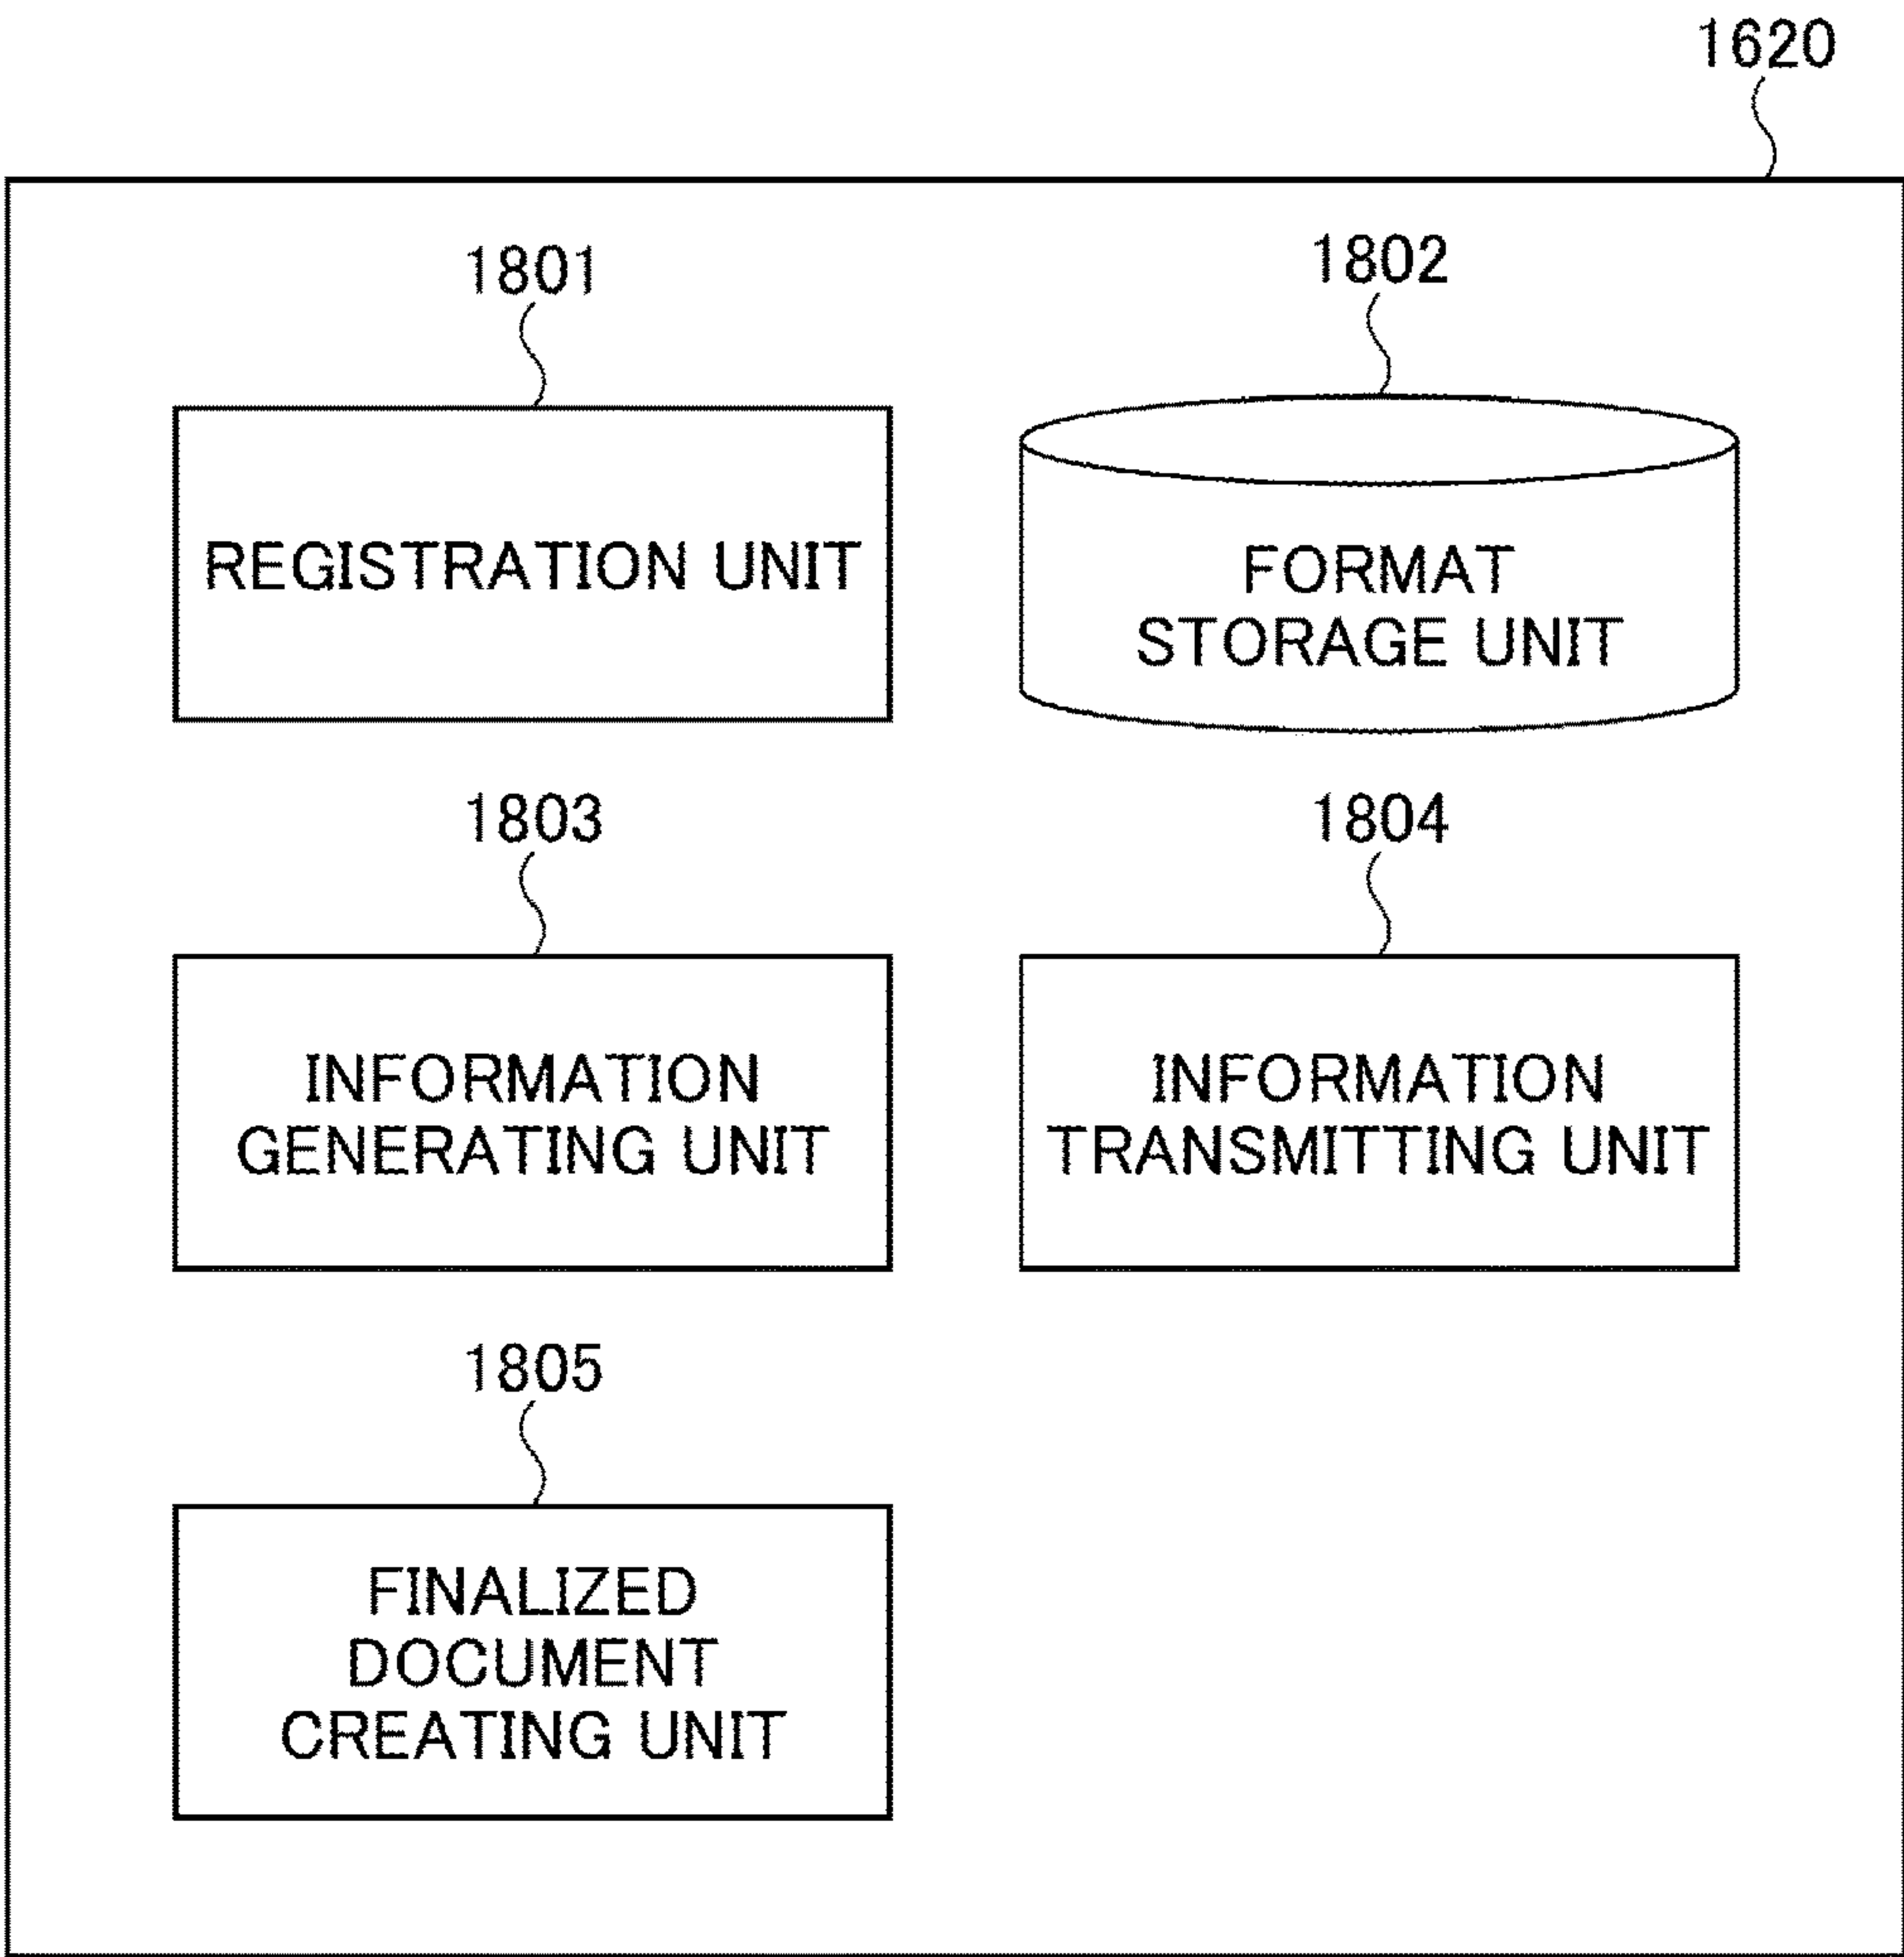 1620
1801
1802
REGISTRATION UNIT
FORMAT
STORAGE UNIT
1803
1804
INFORMATION
GENERATING UNIT
INFORMATION
TRANSMITTING UNIT
1805
FINALIZED
DOCUMENT
CREATING UNIT